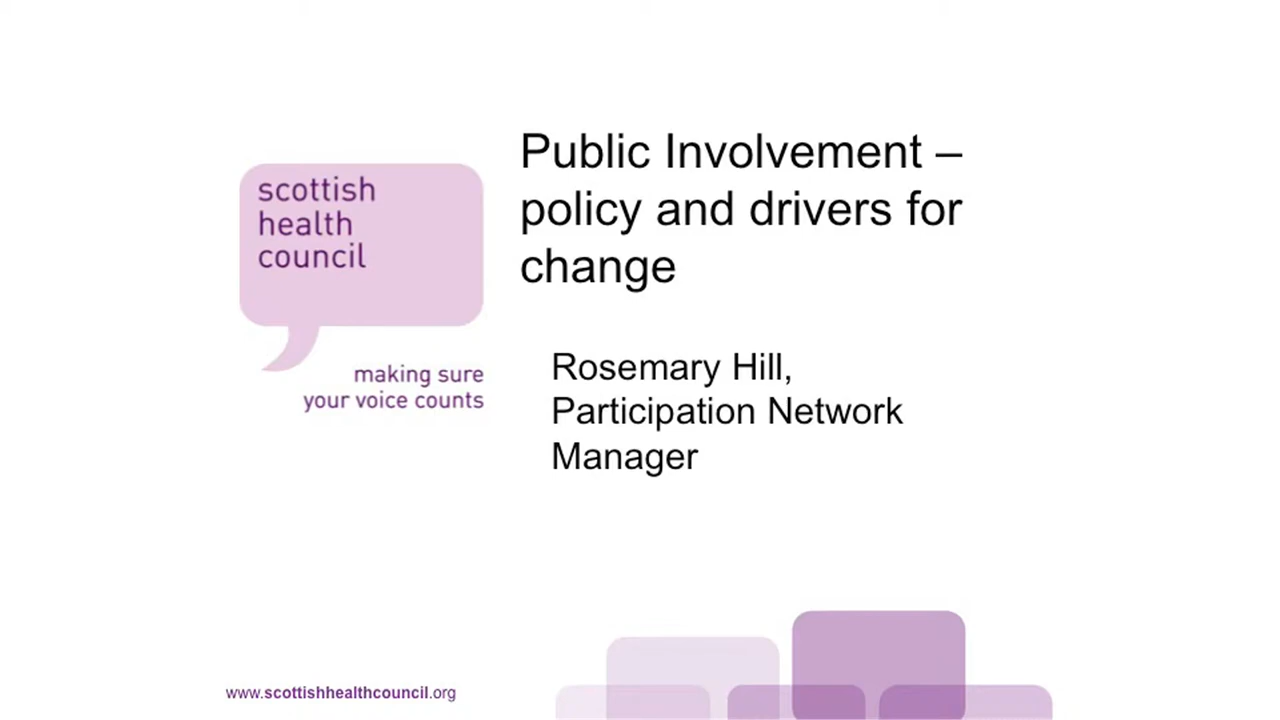 scottish
health
council
making sure
your voice counts
Public Involvement –
policy and drivers for
change
Rosemary Hill,
Participation Network
Manager
www.scottishhealthcouncil.org